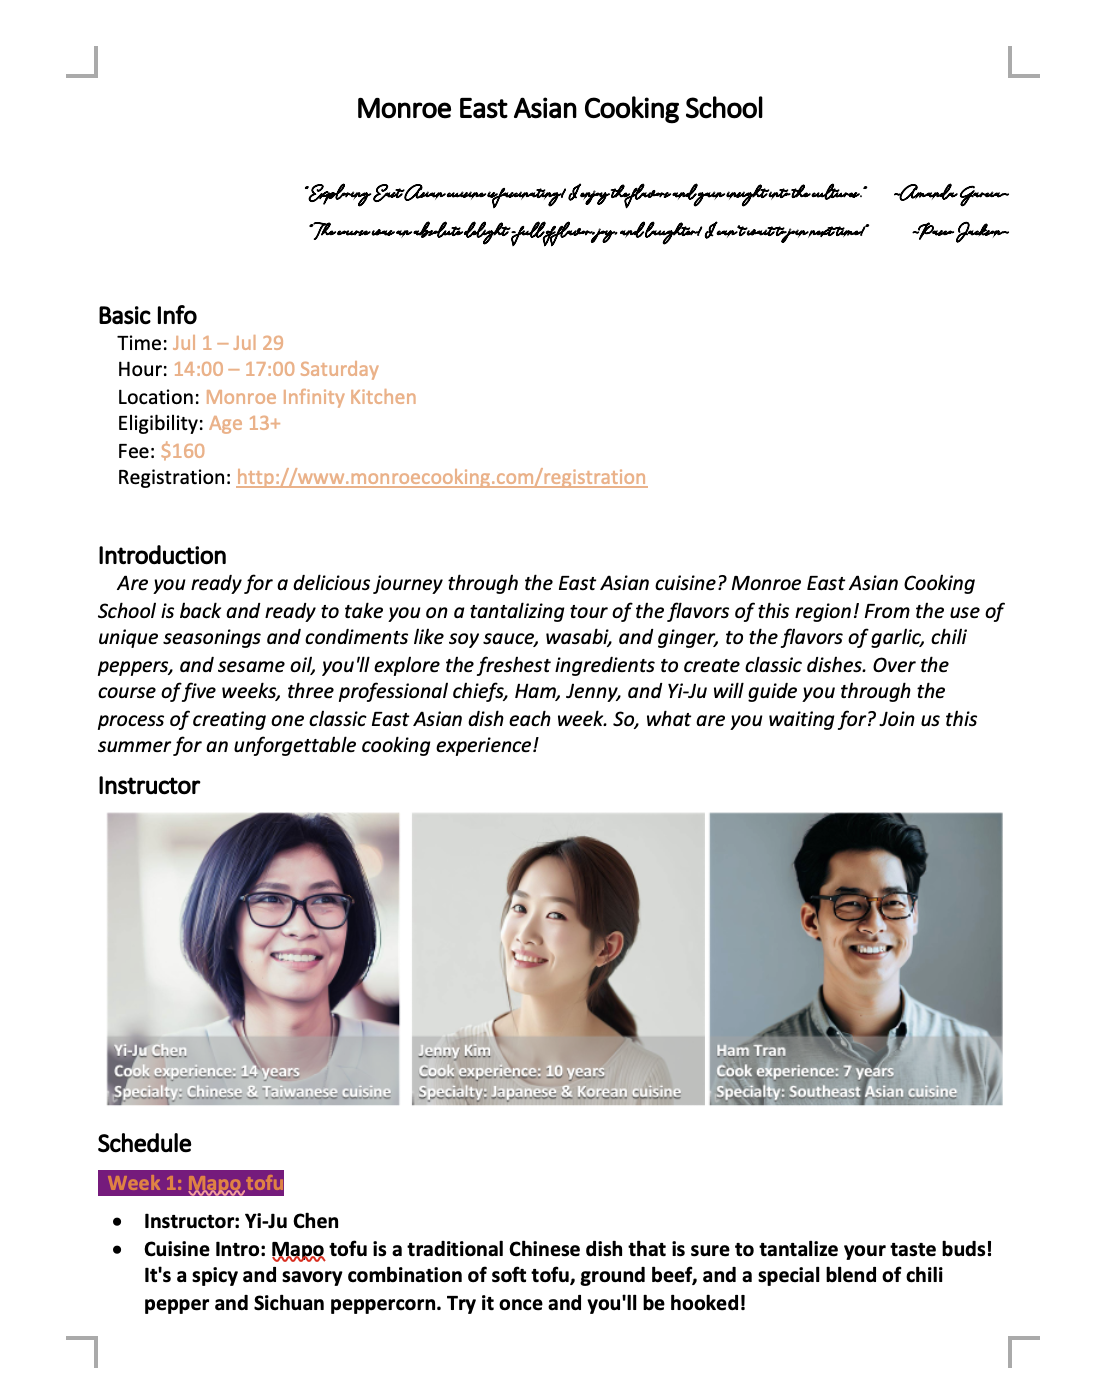 Monroe East Asian Cooking School
"Exploring East Asian cuisine is fascinating! I enjoy the flavors and gain insight into the cultures." ~Amanda Garcia~
"The course was an absolute delight - full of flavor, joy, and laughter! I can't wait to join next time!" Jackson~
Basic Info
Time: Jul 1 – Jul 29
Hour: 14:00 – 17:00 Saturday
Location: Monroe Infinity Kitchen
Eligibility: Age 13+
Fee: $160
Registration: http://www.monroecooking.com/registration
Introduction
Are you ready for a delicious journey through the East Asian cuisine? Monroe East Asian Cooking
School is back and ready to take you on a tantalizing tour of the flavors of this region! From the use of
unique seasonings and condiments like soy sauce, wasabi, and ginger, to the flavors of garlic, chili
peppers, and sesame oil, you'll explore the freshest ingredients to create classic dishes. Over the
course of five weeks, three professional chiefs, Ham, Jenny, and Yi-Ju will guide you through the
process of creating one classic East Asian dish each week. So, what are you waiting for? Join us this
summer for an unforgettable cooking experience!
Instructor
Yi-Ju Chen
Cook experience: 14 years
Specialty: Chinese & Taiwanese cuisine
Jenny Kim
Cook experience: 10 years
Specialty: Japanese & Korean cuisine
Ham Tran
Cook experience: 7 years
Specialty: Southeast Asian cuisine
Schedule
Week 1: Mapo tofu
• Instructor: Yi-Ju Chen
• Cuisine Intro: Mapo tofu is a traditional Chinese dish that is sure to tantalize your taste buds!
It's a spicy and savory combination of soft tofu, ground beef, and a special blend of chili
pepper and Sichuan peppercorn. Try it once and you'll be hooked!